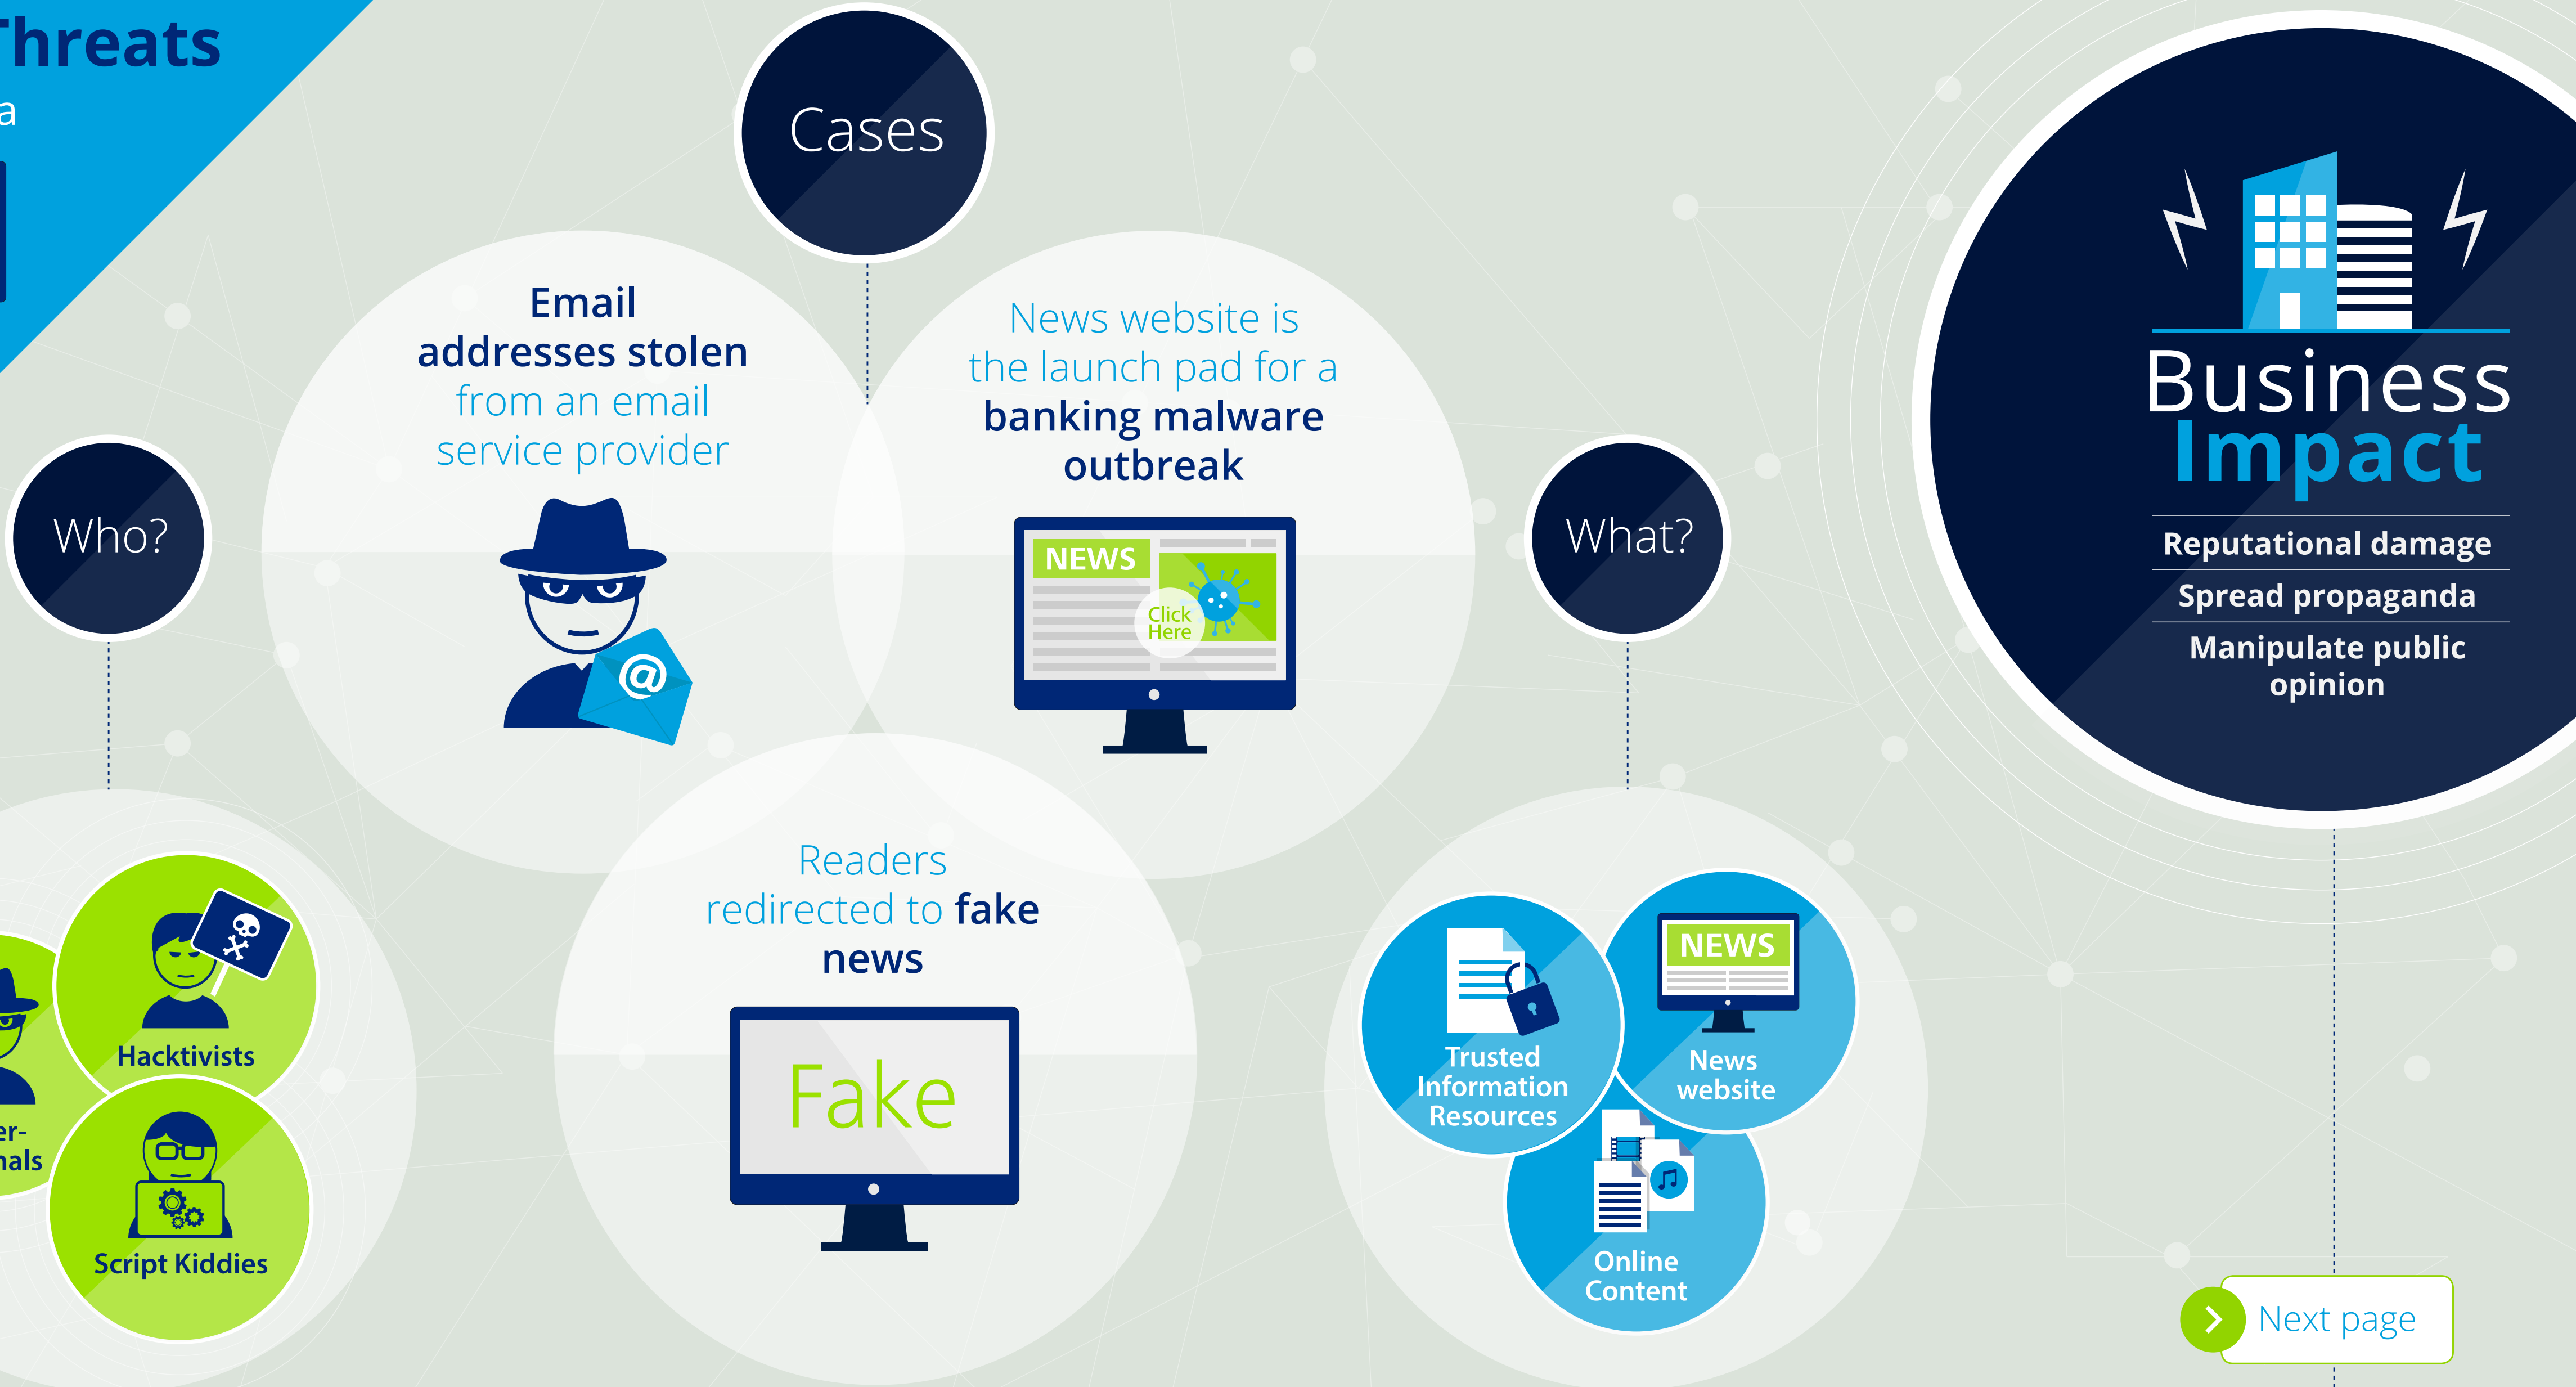 Threats
a
Cases
Email
addresses stolen
from an email
service provider
News website is
the launch pad for a
banking malware
outbreak
NEWS
Click
Here
Who?
What?
Business
Impact
Reputational damage
Spread propaganda
Manipulate public
opinion
@
Readers
redirected to fake
news
Fake
Hacktivists
er-
nals
Script Kiddies
NEWS
Trusted
Information
Resources
News
website
Online
Content
Next page